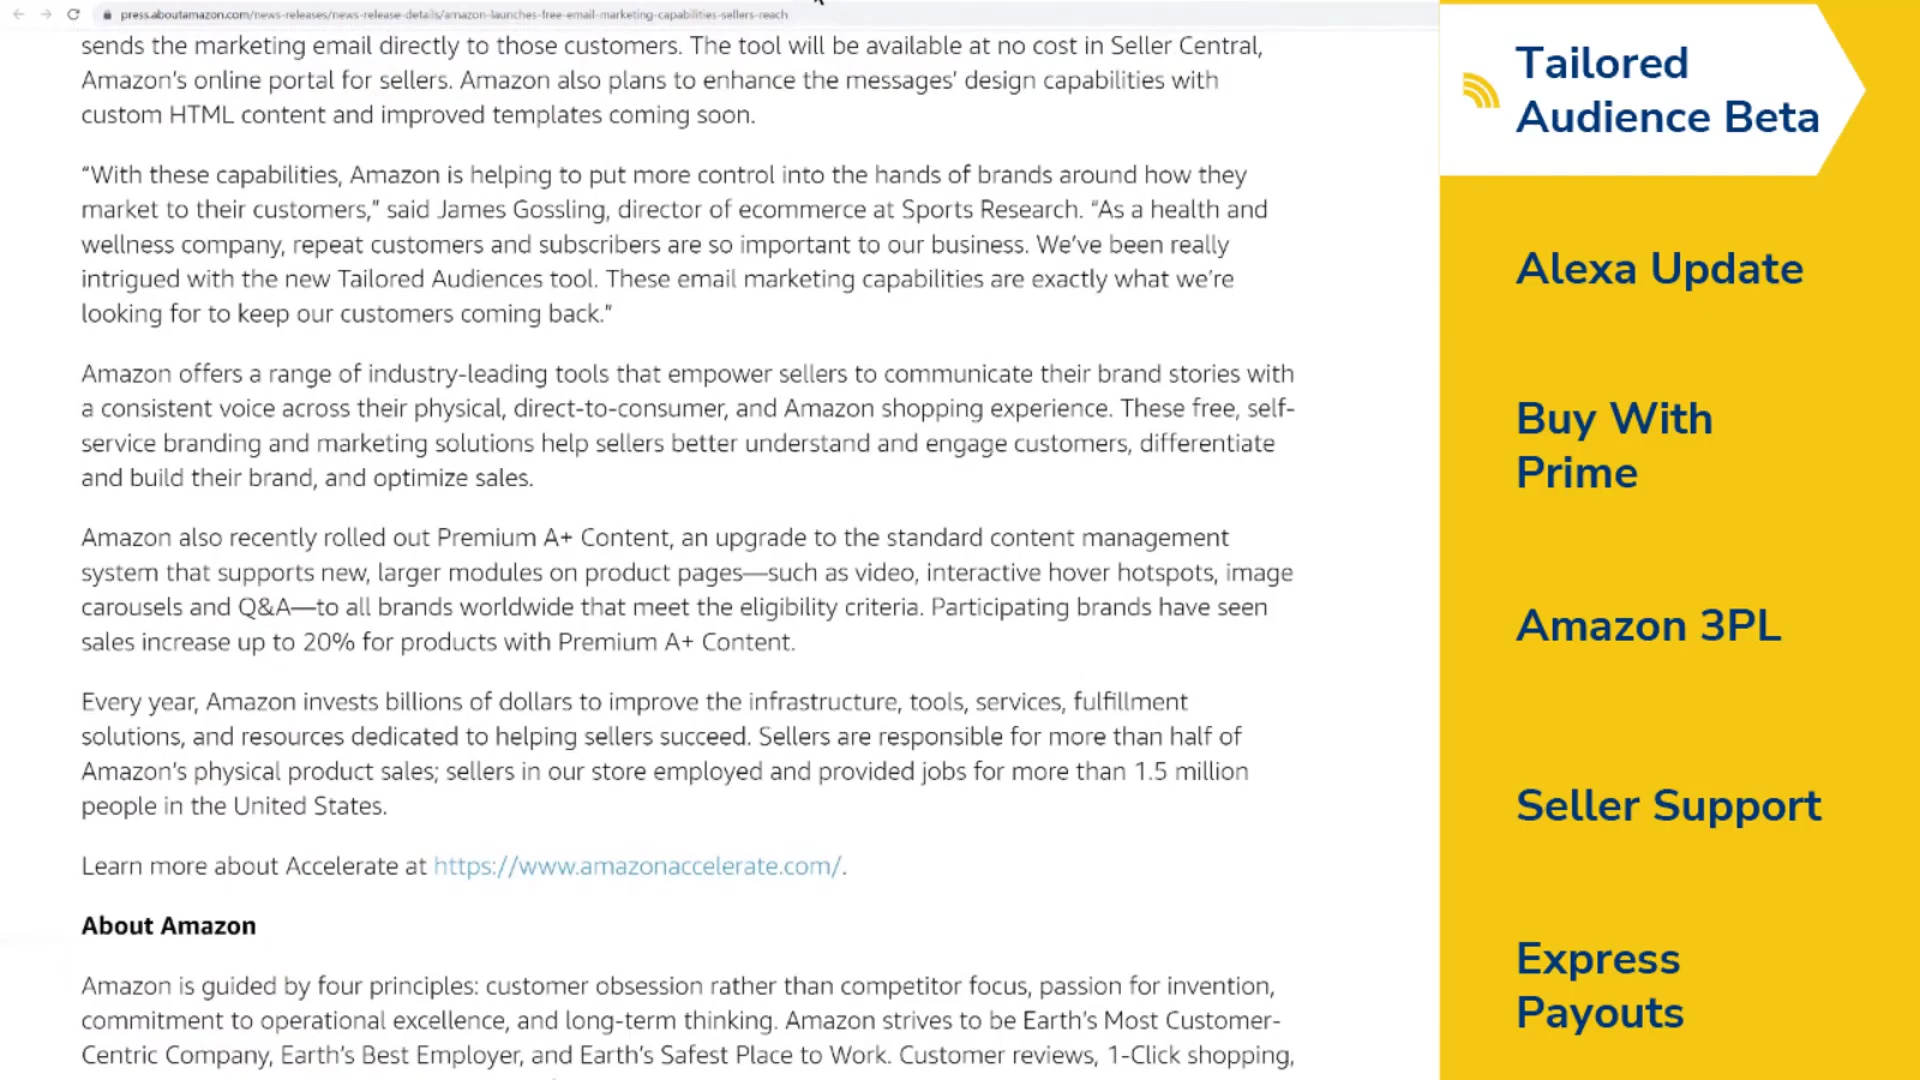 press.aboutamazon.com/news-releases/news-release-details/amazon-launches-free-email-marketing-capabilities-sellers-reach
sends the marketing email directly to those customers. The tool will be available at no cost in Seller Central,
Amazon’s online portal for sellers. Amazon also plans to enhance the messages’ design capabilities with
custom HTML content and improved templates coming soon.
“With these capabilities, Amazon is helping to put more control into the hands of brands around how they
market to their customers,” said James Gossling, director of ecommerce at Sports Research. “As a health and
wellness company, repeat customers and subscribers are so important to our business. We’ve been really
intrigued with the new Tailored Audiences tool. These email marketing capabilities are exactly what we’re
looking for to keep our customers coming back.”
Amazon offers a range of industry-leading tools that empower sellers to communicate their brand stories with
a consistent voice across their physical, direct-to-consumer, and Amazon shopping experience. These free, self-
service branding and marketing solutions help sellers better understand and engage customers, differentiate
and build their brand, and optimize sales.
Amazon also recently rolled out Premium A+ Content, an upgrade to the standard content management
system that supports new, larger modules on product pages—such as video, interactive hover hotspots, image
carousels and Q&A—to all brands worldwide that meet the eligibility criteria. Participating brands have seen
sales increase up to 20% for products with Premium A+ Content.
Every year, Amazon invests billions of dollars to improve the infrastructure, tools, services, fulfillment
solutions, and resources dedicated to helping sellers succeed. Sellers are responsible for more than half of
Amazon’s physical product sales; sellers in our store employed and provided jobs for more than 1.5 million
people in the United States.
Learn more about Accelerate at https://www.amazonaccelerate.com/.
About Amazon
Amazon is guided by four principles: customer obsession rather than competitor focus, passion for invention,
commitment to operational excellence, and long-term thinking. Amazon strives to be Earth’s Most Customer-
Centric Company, Earth’s Best Employer, and Earth’s Safest Place to Work. Customer reviews, 1-Click shopping,
Tailored
Audience Beta
Alexa Update
Buy With
Prime
Amazon 3PL
Seller Support
Express
Payouts